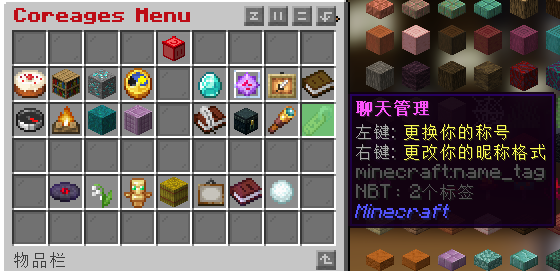 Coreages Menu
聊天管理
左键: 更换你的称号
右键: 更改你的昵称格式
minecraft:name_tag
NBT: 2个标签
Minecraft
物品栏